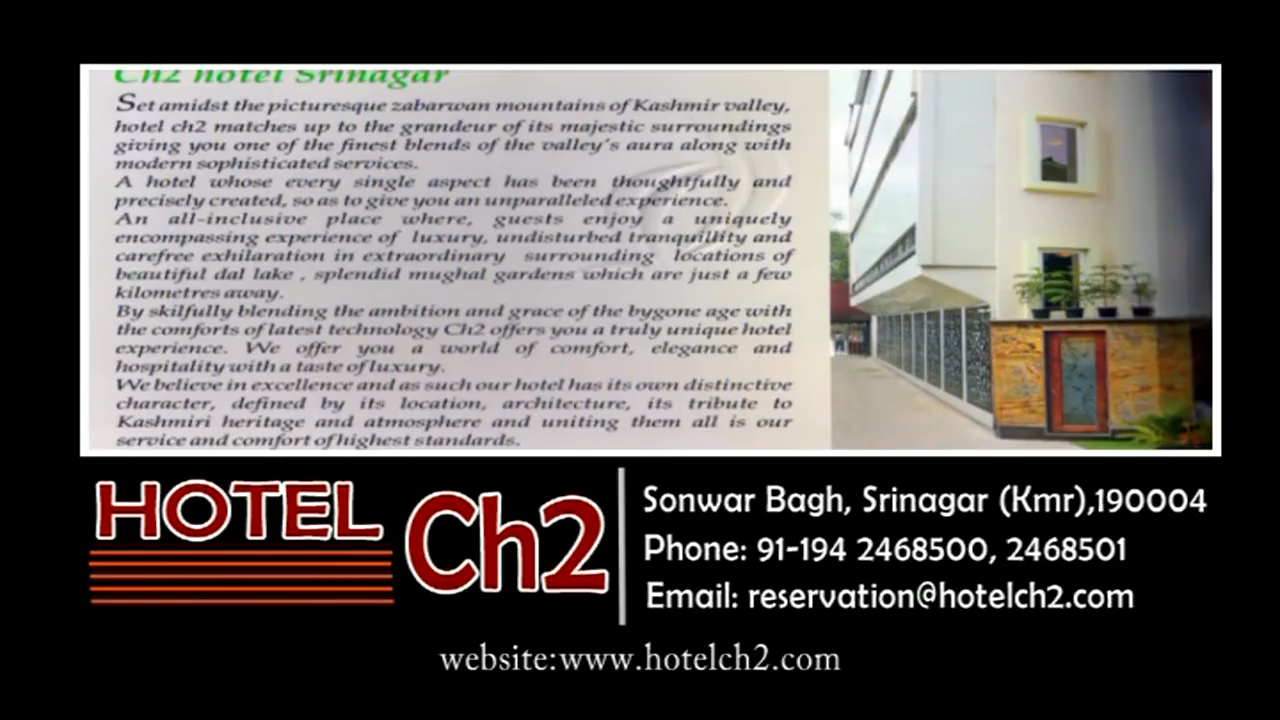 Ch2 hotel Srinagar
Set amidst the picturesque zabarwan mountains of Kashmir valley,
hotel ch2 matches up to the grandeur of its majestic surroundings
giving you one of the finest blends of the valley's aura along with
modern sophisticated services.
A hotel whose every single aspect has been thoughtfully and
precisely created, so as to give you an unparalleled experience.
An all-inclusive place where, guests enjoy a uniquely
encompassing experience of luxury, undisturbed tranquillity and
carefree exhilaration in extraordinary surrounding locations of
beautiful dal lake , splendid mughal gardens which are just a few
kilometres away.
By skilfully blending the ambition and grace of the bygone age with
the comforts of latest technology Ch2 offers you a truly unique hotel
experience. We offer you a world of comfort, elegance and
hospitality with a taste of luxury.
We believe in excellence and as such our hotel has its own distinctive
character, defined by its location, architecture, its tribute to
Kashmiri heritage and atmosphere and uniting them all is our
service and comfort of highest standards.
HOTEL Ch2
Sonwar Bagh, Srinagar (Kmr),190004
Phone: 91-194 2468500, 2468501
Email: reservation@hotelch2.com
website:www.hotelch2.com